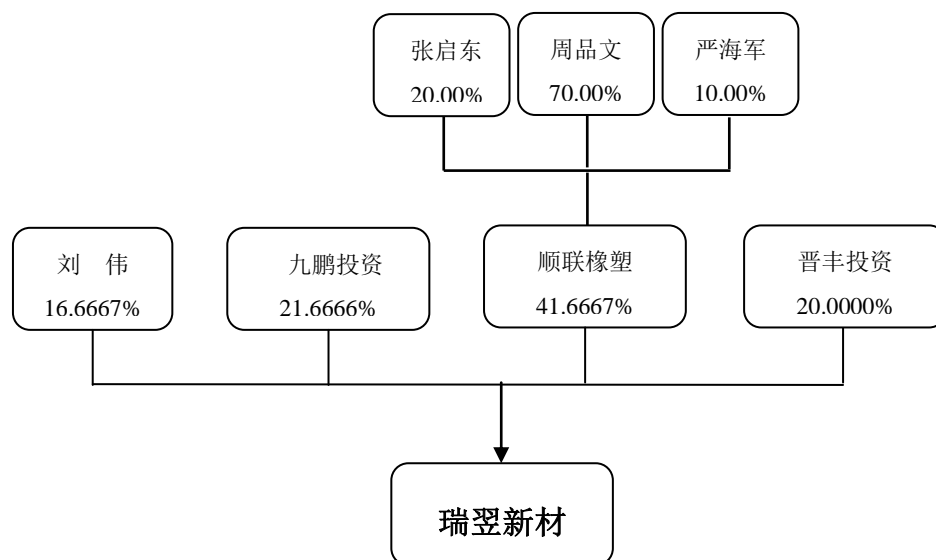 张启东
20.00%
周品文
70.00%
严海军
10.00%
刘 伟
16.6667%
九鹏投资
21.6666%
顺联橡塑
41.6667%
晋丰投资
20.0000%
瑞翌新材